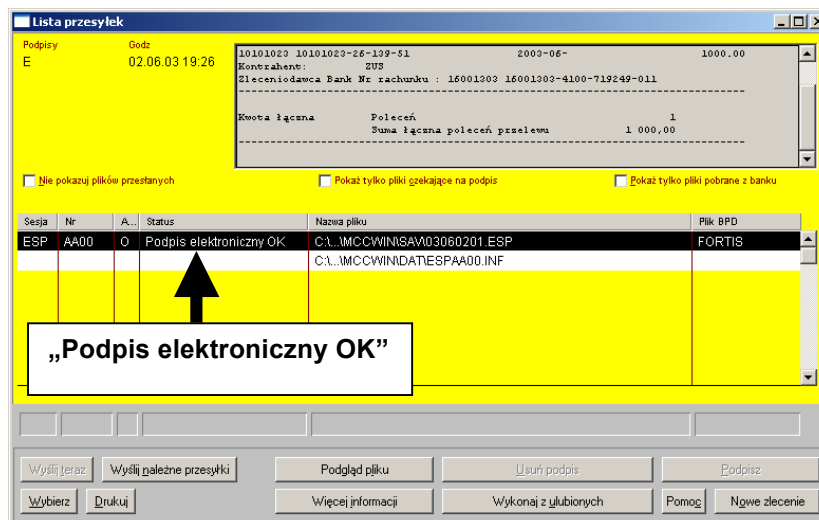 Lista przesyłek
Podpisy Godz
E 02.06.03 19:26
10101023 10101023-26-139-51 2003-06- 1000.00
Kontrahent: ZUS
Zleceniodawca Bank Nr rachunku : 16001303 16001303-4100-719249-011
Kwota łączna Poleceń 1
Suma łączna poleceń przelewu 1 000,00
Nie pokazuj plików przesłanych Pokaż tylko pliki czekające na podpis Pokaż tylko pliki pobrane z banku
Sesja Nr A... Status Nazwa pliku Plik BPD
ESP AA00 O Podpis elektroniczny OK C:\...\MCCWIN\SAV\03060201.ESP FORTIS
C:\...\MCCWIN\DAT\ESPAA00.INF
„Podpis elektroniczny OK”
Wyślij teraz Wyślij należne przesyłki Podgląd pliku Usuń podpis Podpisz
Wybierz Drukuj Więcej informacji Wykonaj z ulubionych Pomoc Nowe zlecenie